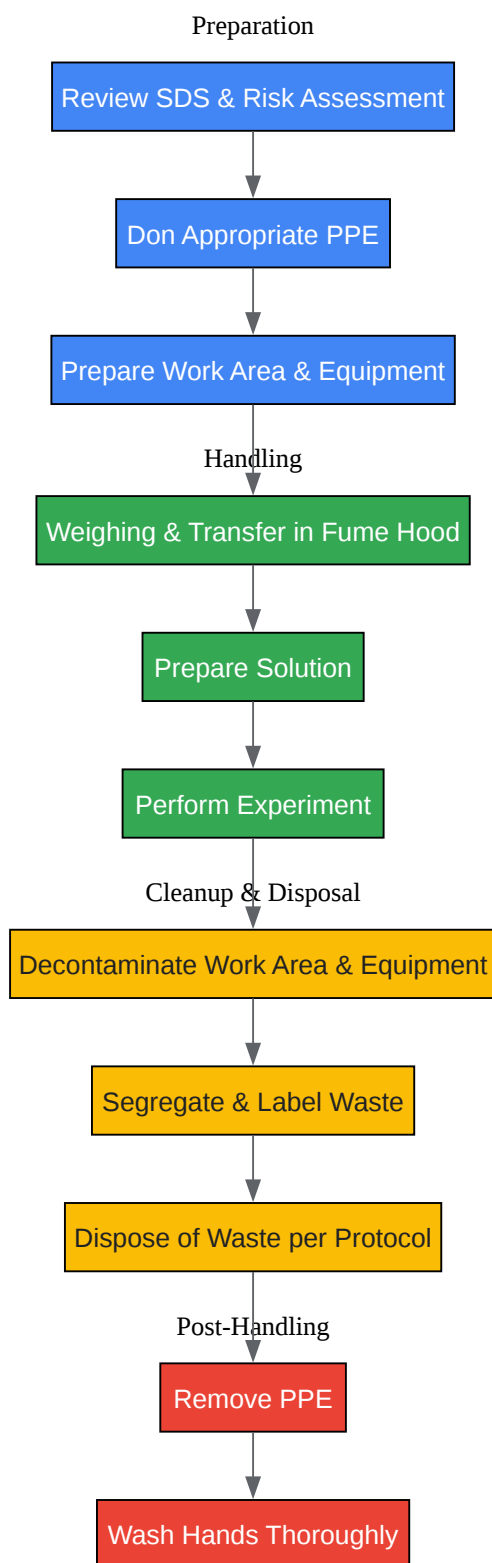 Preparation
Review SDS & Risk Assessment
Don Appropriate PPE
Prepare Work Area & Equipment
Handling
Weighing & Transfer in Fume Hood
Prepare Solution
Perform Experiment
Cleanup & Disposal
Decontaminate Work Area & Equipment
Segregate & Label Waste
Dispose of Waste per Protocol
Post-Handling
Remove PPE
Wash Hands Thoroughly